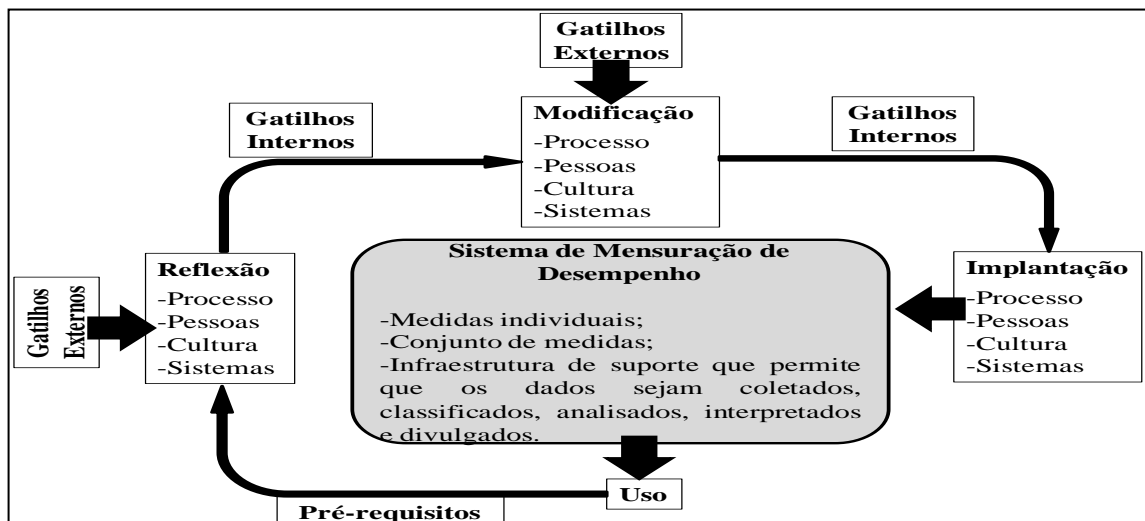 Gatilhos
Externos
Gatilhos
Internos
Modificação
-Processo
-Pessoas
-Cultura
-Sistemas
Gatilhos
Internos
Gatilhos
Externos
Reflexão
-Processo
-Pessoas
-Cultura
-Sistemas
Sistema de Mensuração de
Desempenho
-Medidas individuais;
-Conjunto de medidas;
-Infraestrutura de suporte que permite
que os dados sejam coletados,
classificados, analisados, interpretados
e divulgados.
Implantação
-Processo
-Pessoas
-Cultura
-Sistemas
Uso
Pré-requisitos